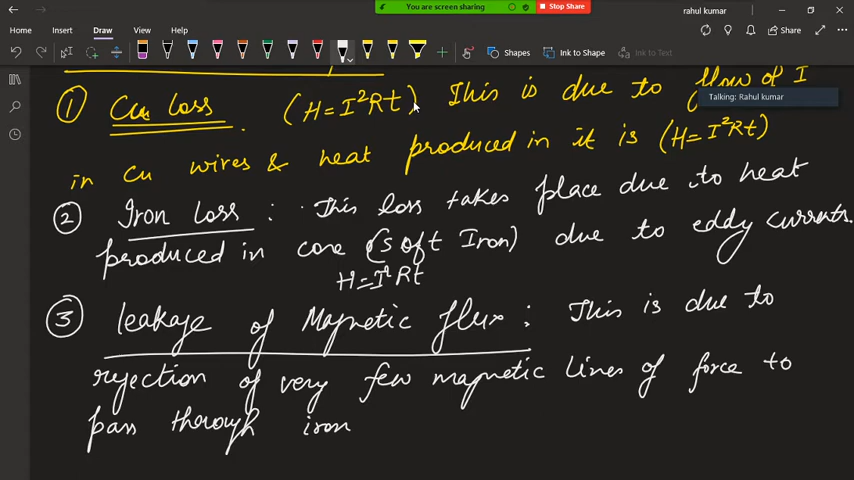 You are screen sharing
Stop Share
rahul kumar
Home Insert Draw View Help
Share
Shapes
Ink to Shape
Ink to Text
Talking: Rahul kumar
① Cu Loss (H=I²Rt) This is due to flow of I
in Cu wires & heat produced in it is (H=I²Rt)
② Iron Loss : This loss takes place due to heat
produced in core (soft Iron) due to eddy currents.
H=I²Rt
③ leakage of Magnetic flux : This is due to
rejection of very few magnetic lines of force to
pass through iron